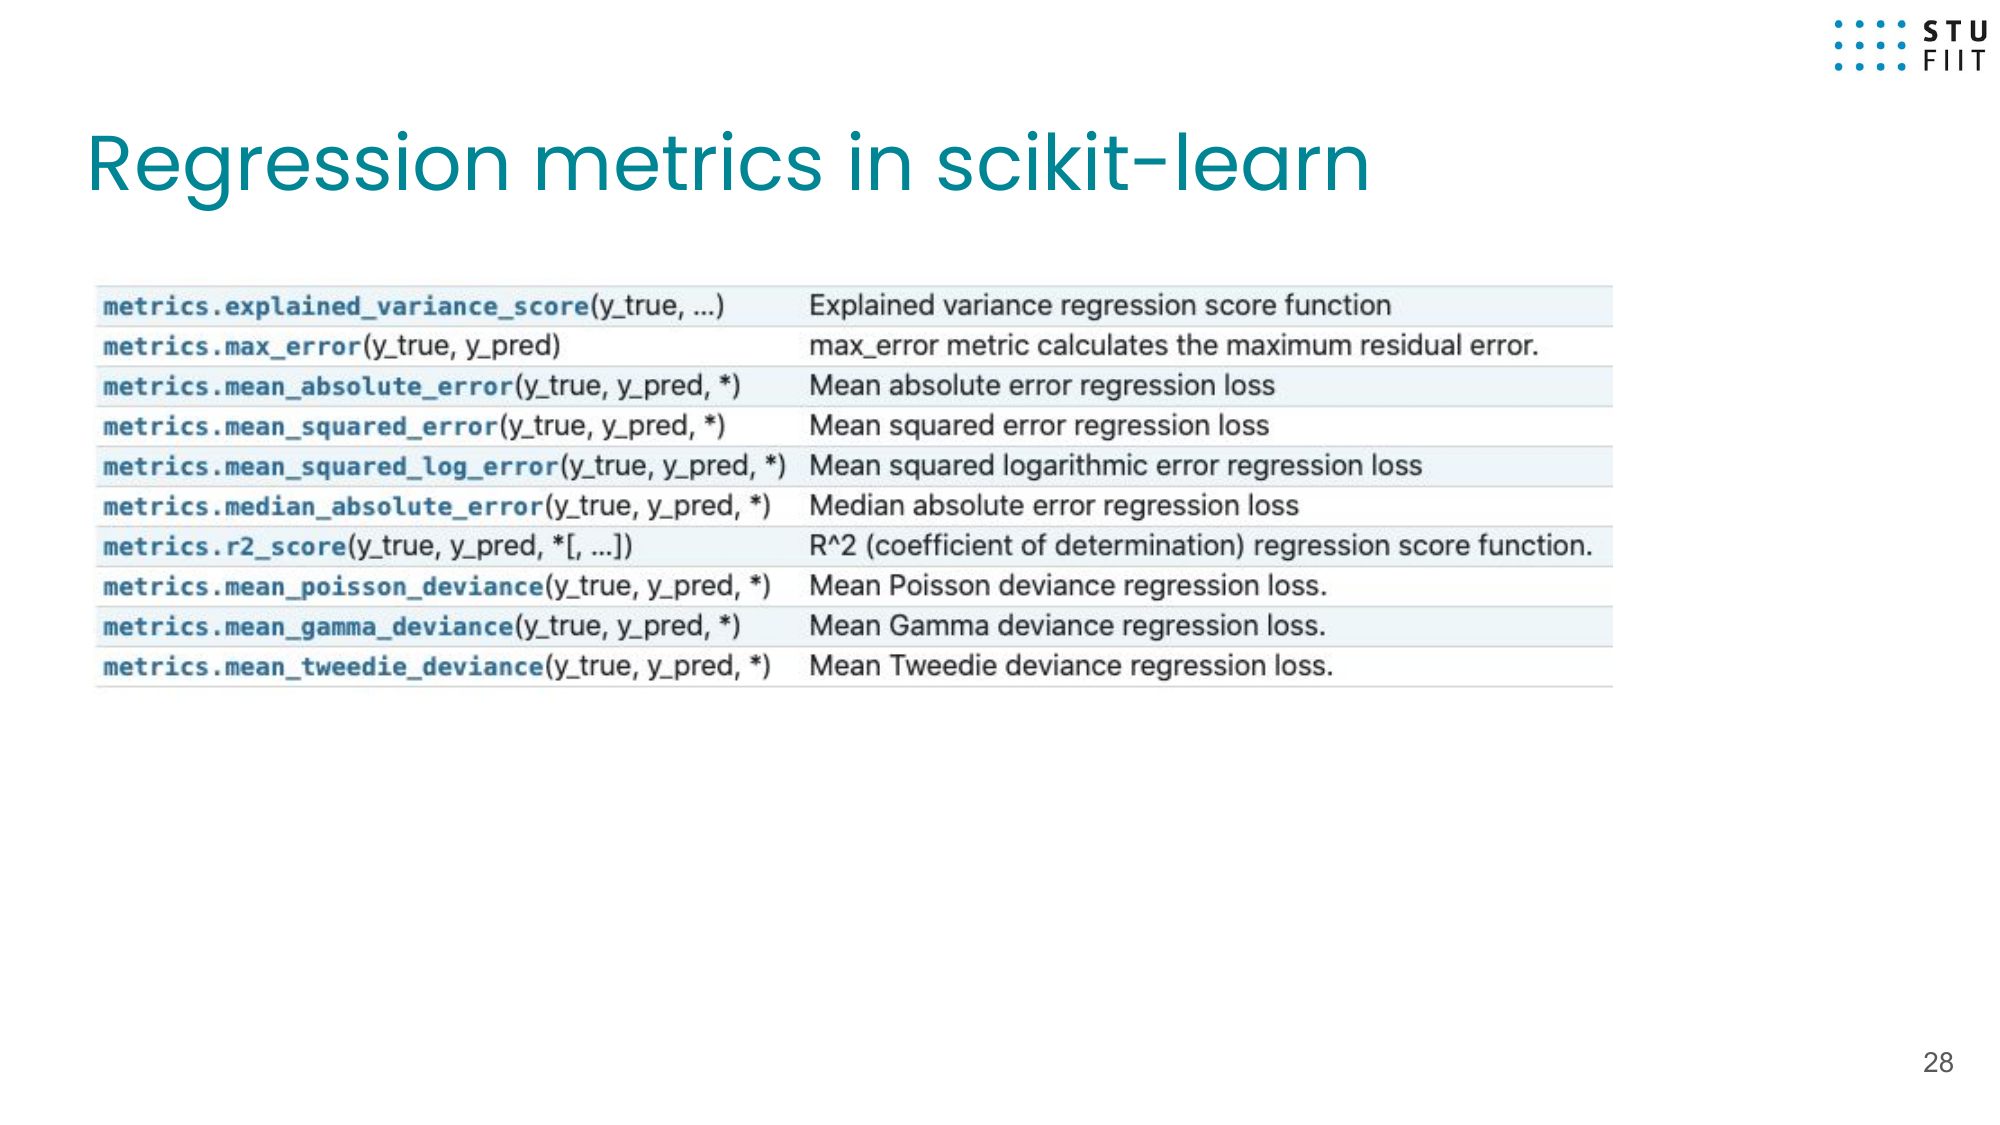 STU
FIIT
Regression metrics in scikit-learn
metrics.explained_variance_score(y_true, ...) Explained variance regression score function
metrics.max_error(y_true, y_pred) max_error metric calculates the maximum residual error.
metrics.mean_absolute_error(y_true, y_pred, *) Mean absolute error regression loss
metrics.mean_squared_error(y_true, y_pred, *) Mean squared error regression loss
metrics.mean_squared_log_error(y_true, y_pred, *) Mean squared logarithmic error regression loss
metrics.median_absolute_error(y_true, y_pred, *) Median absolute error regression loss
metrics.r2_score(y_true, y_pred, *[, ...]) R^2 (coefficient of determination) regression score function.
metrics.mean_poisson_deviance(y_true, y_pred, *) Mean Poisson deviance regression loss.
metrics.mean_gamma_deviance(y_true, y_pred, *) Mean Gamma deviance regression loss.
metrics.mean_tweedie_deviance(y_true, y_pred, *) Mean Tweedie deviance regression loss.
28